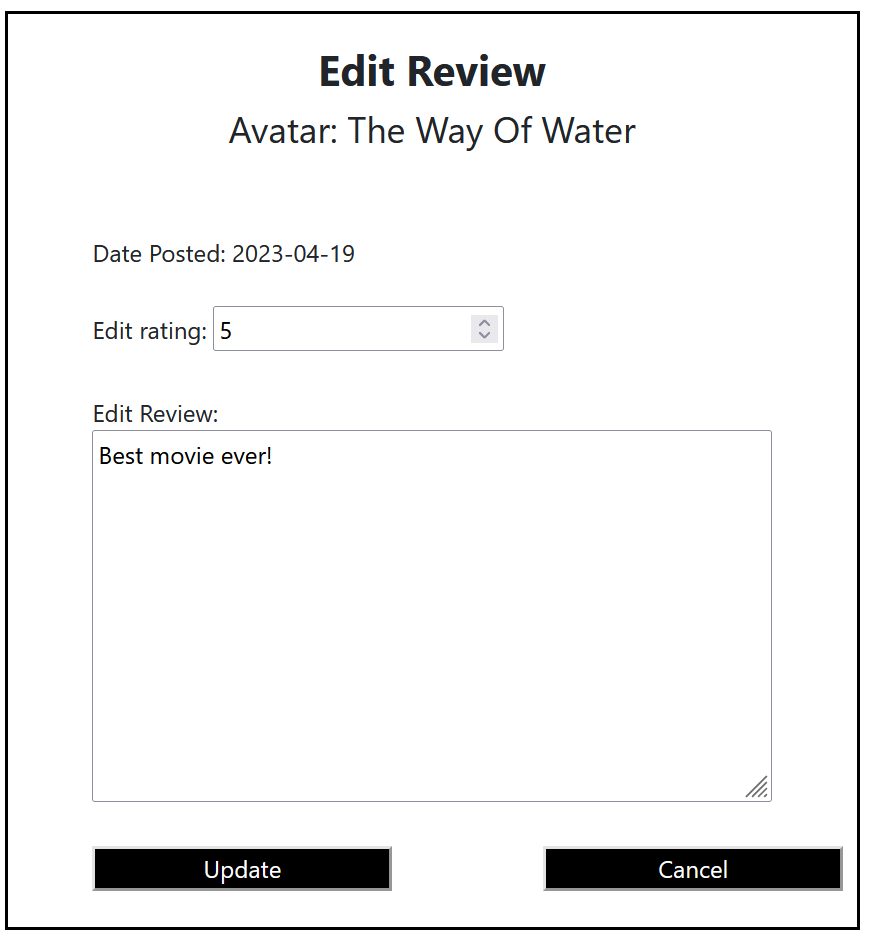 Edit Review
Avatar: The Way Of Water
Date Posted: 2023-04-19
Edit rating: 5
Edit Review:
Best movie ever!
Update Cancel